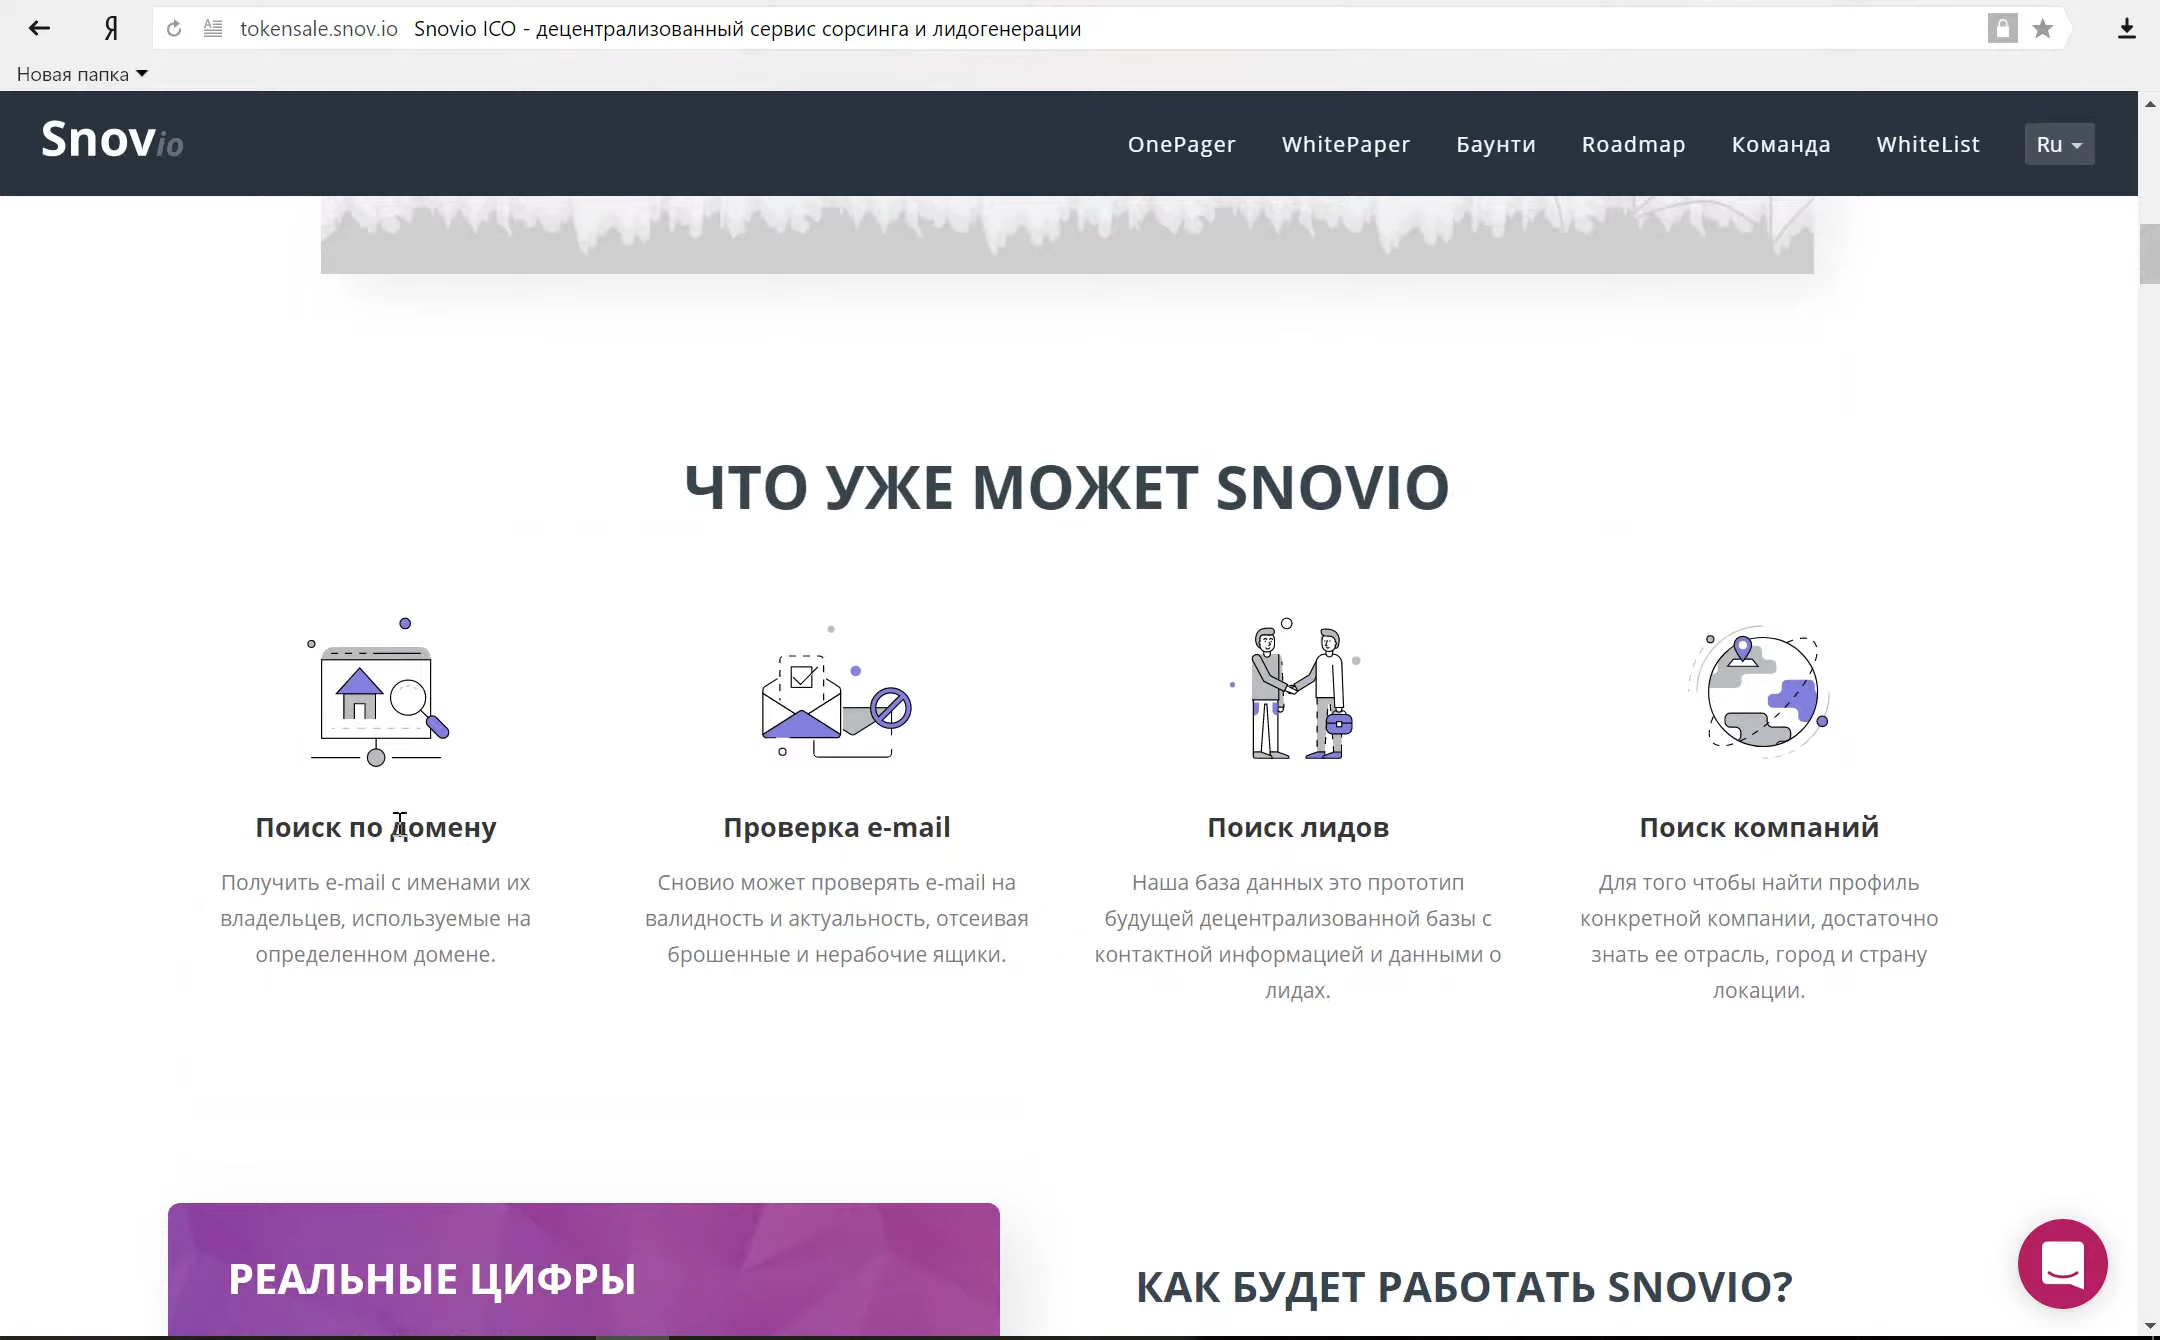 Я
tokensale.snov.io Snovio ICO - децентрализованный сервис сорсинга и лидогенерации
Новая папка
Snovio
OnePager WhitePaper Баунти Roadmap Команда WhiteList Ru
ЧТО УЖЕ МОЖЕТ SNOVIO
Поиск по домену
Получить e-mail с именами их
владельцев, используемые на
определенном домене.
Проверка e-mail
Сновио может проверять e-mail на
валидность и актуальность, отсеивая
брошенные и нерабочие ящики.
Поиск лидов
Наша база данных это прототип
будущей децентрализованной базы с
контактной информацией и данными о
лидах.
Поиск компаний
Для того чтобы найти профиль
конкретной компании, достаточно
знать ее отрасль, город и страну
локации.
РЕАЛЬНЫЕ ЦИФРЫ
КАК БУДЕТ РАБОТАТЬ SNOVIO?